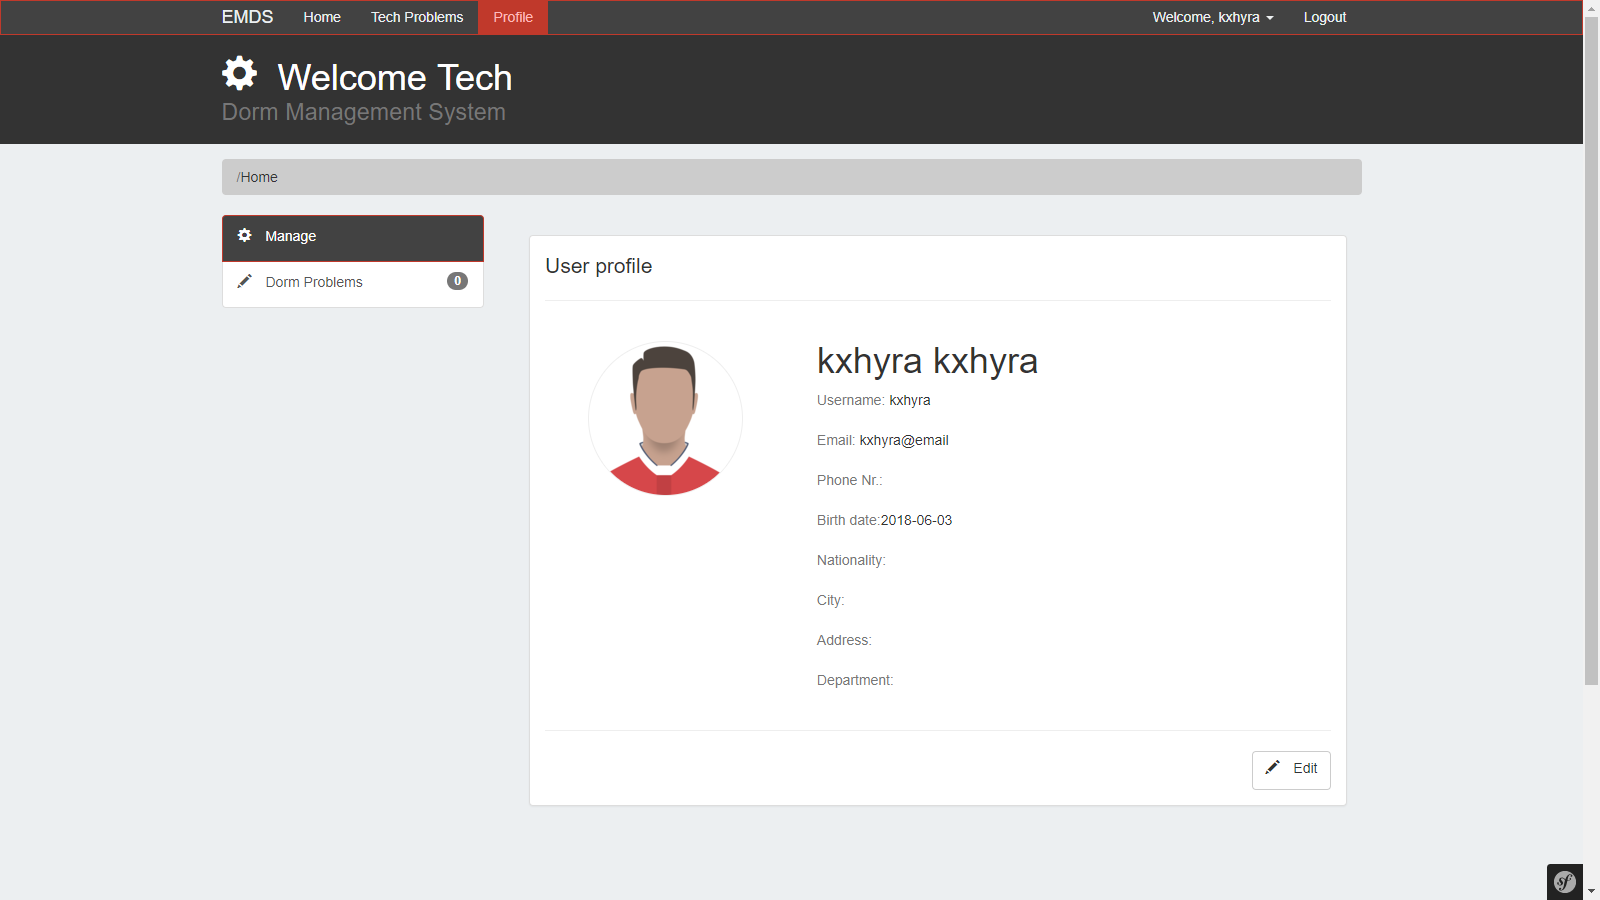 EMDS Home Tech Problems Profile Welcome, kxhyra Logout
Welcome Tech
Dorm Management System
/Home
Manage
Dorm Problems 0
User profile
kxhyra kxhyra
Username: kxhyra
Email: kxhyra@email
Phone Nr.:
Birth date:2018-06-03
Nationality:
City:
Address:
Department:
Edit
sf